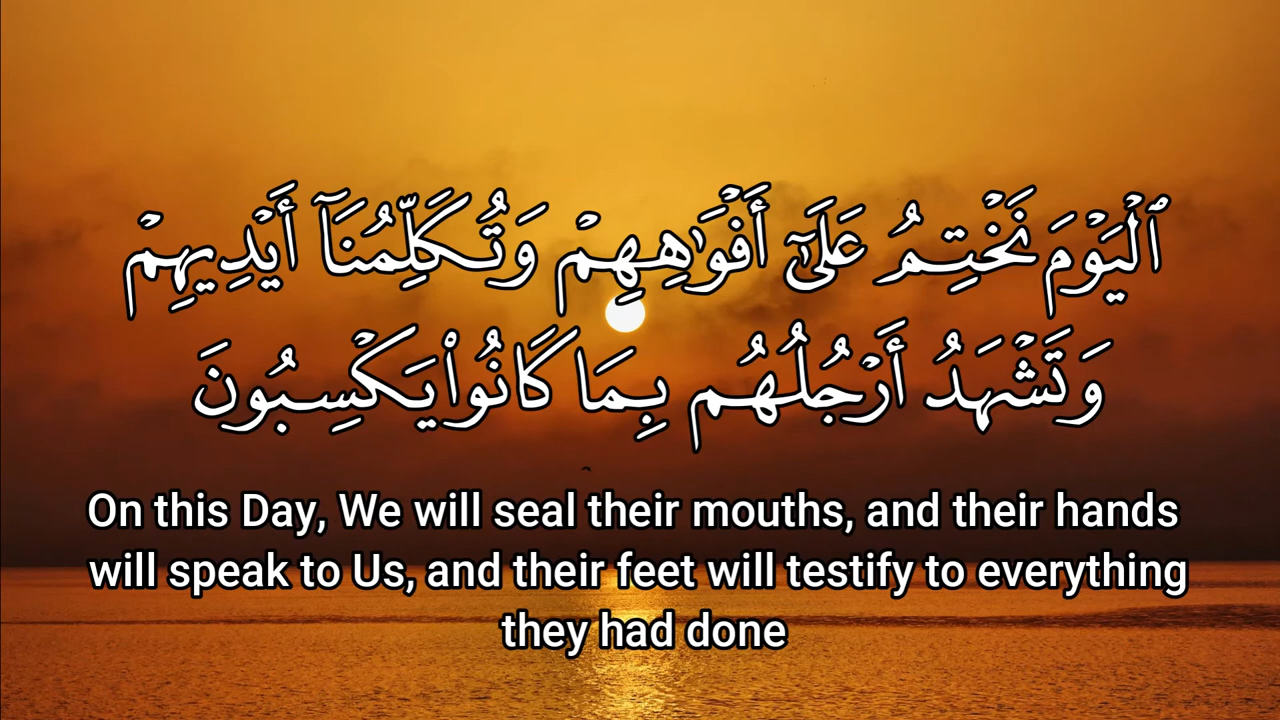 ٱلْيَوْمَ نَخْتِمُ عَلَىٰٓ أَفْوَٰهِهِمْ وَتُكَلِّمُنَآ أَيْدِيهِمْ
وَتَشْهَدُ أَرْجُلُهُم بِمَا كَانُوا۟ يَكْسِبُونَ
On this Day, We will seal their mouths, and their hands
will speak to Us, and their feet will testify to everything
they had done